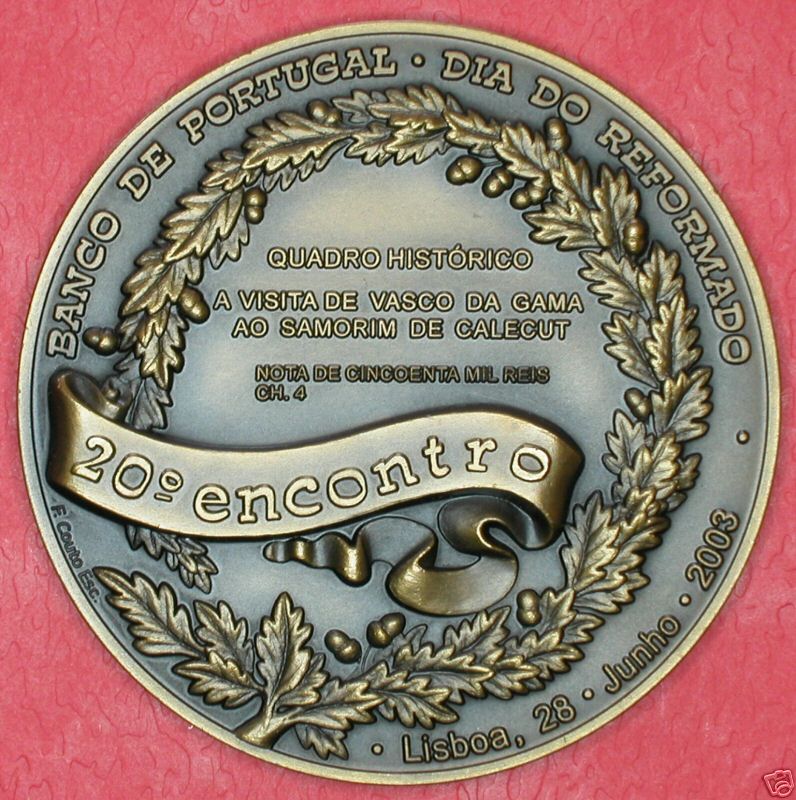 BANCO DE PORTUGAL · DIA DO REFORMADO
QUADRO HISTÓRICO
A VISITA DE VASCO DA GAMA
AO SAMORIM DE CALECUT
NOTA DE CINCOENTA MIL REIS
CH. 4
20º encontro
F. Couto Esc.
· Lisboa, 28 · Junho · 2003 ·